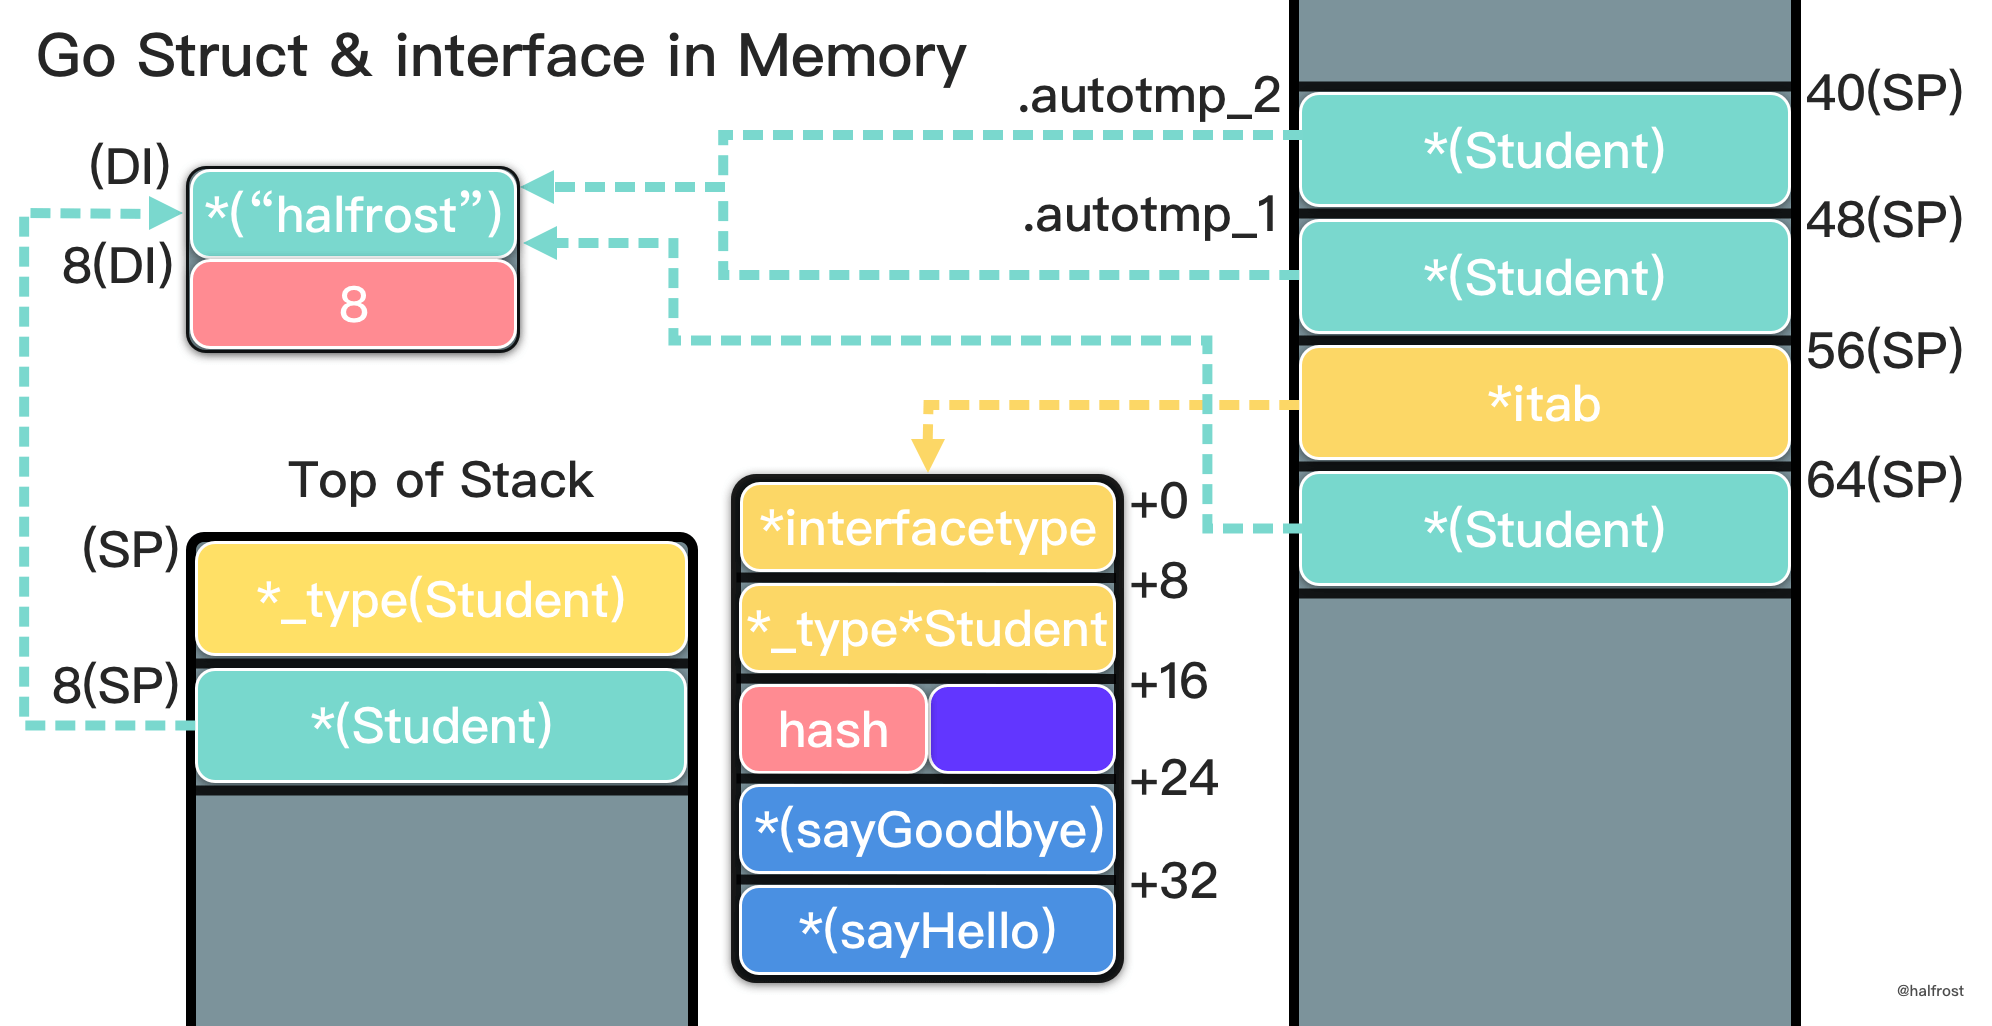 Go Struct & interface in Memory
(DI)
*(“halfrost”)
8(DI)
8
.autotmp_2
.autotmp_1
40(SP)
*(Student)
48(SP)
*(Student)
56(SP)
*itab
64(SP)
*(Student)
Top of Stack
(SP)
*_type(Student)
8(SP)
*(Student)
+0
*interfacetype
+8
*_type*Student
+16
hash
+24
*(sayGoodbye)
+32
*(sayHello)
@halfrost